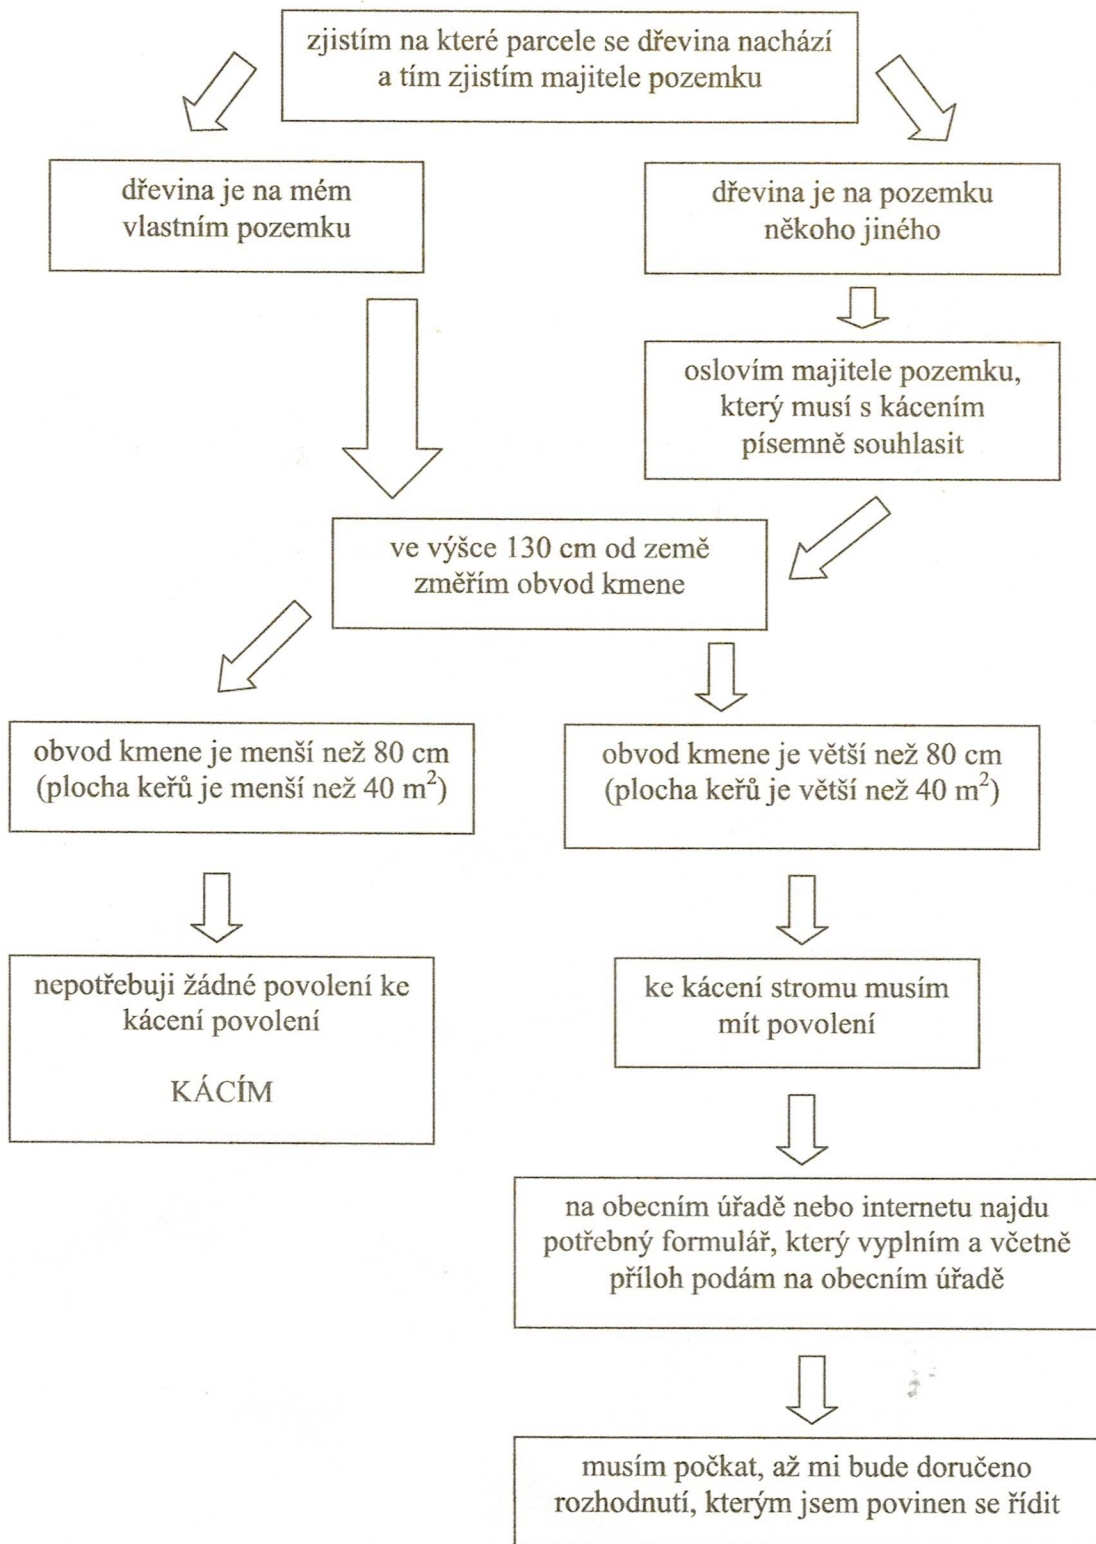 zjistím na které parcele se dřevina nachází
a tím zjistím majitele pozemku
dřevina je na mém
vlastním pozemku
dřevina je na pozemku
někoho jiného
oslovím majitele pozemku,
který musí s kácením
písemně souhlasit
ve výšce 130 cm od země
změřím obvod kmene
obvod kmene je menší než 80 cm
(plocha keřů je menší než 40 m²)
obvod kmene je větší než 80 cm
(plocha keřů je větší než 40 m²)
nepotřebuji žádné povolení ke
kácení povolení
KÁCÍM
ke kácení stromu musím
mít povolení
na obecním úřadě nebo internetu najdu
potřebný formulář, který vyplním a včetně
příloh podám na obecním úřadě
musím počkat, až mi bude doručeno
rozhodnutí, kterým jsem povinen se řídit